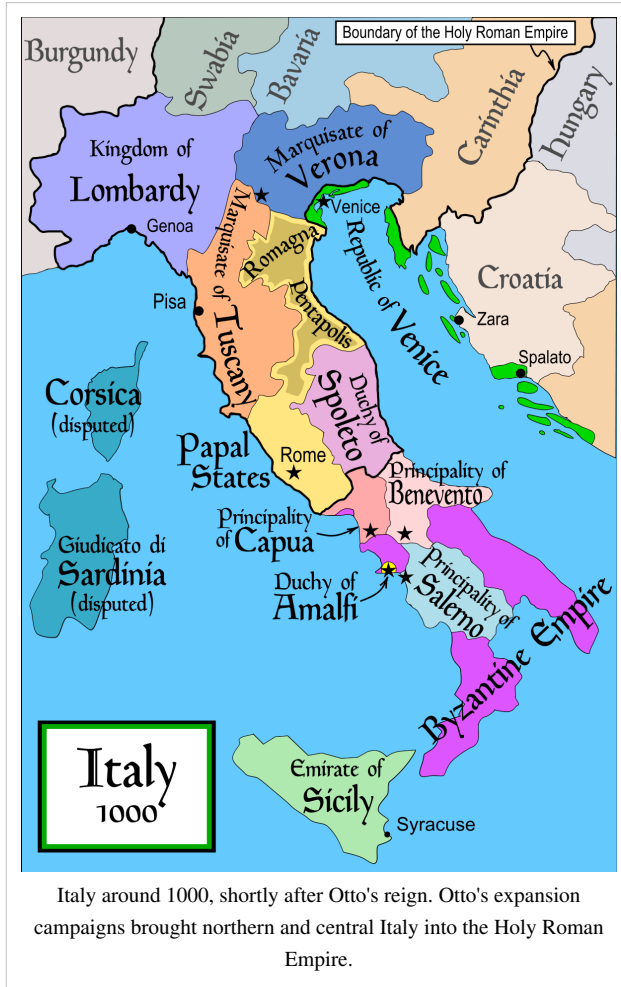 Boundary of the Holy Roman Empire
Burgundy
Swabia
Bavaria
Carinthia
Hungary
Kingdom of
Lombardy
Marquisate of
Verona
Genoa
Venice
Marquisate of Tuscany
Romagna
Pentapolis
Republic of Venice
Croatia
Pisa
Zara
Spalato
Corsica
(disputed)
Duchy of
Spoleto
Papal
States
Rome
Principality of
Benevento
Principality
of Capua
Giudicato di
Sardinia
(disputed)
Duchy of
Amalfi
Principality of
Salerno
Byzantine Empire
Italy
1000
Emirate of
Sicily
Syracuse
Italy around 1000, shortly after Otto's reign. Otto's expansion
campaigns brought northern and central Italy into the Holy Roman
Empire.